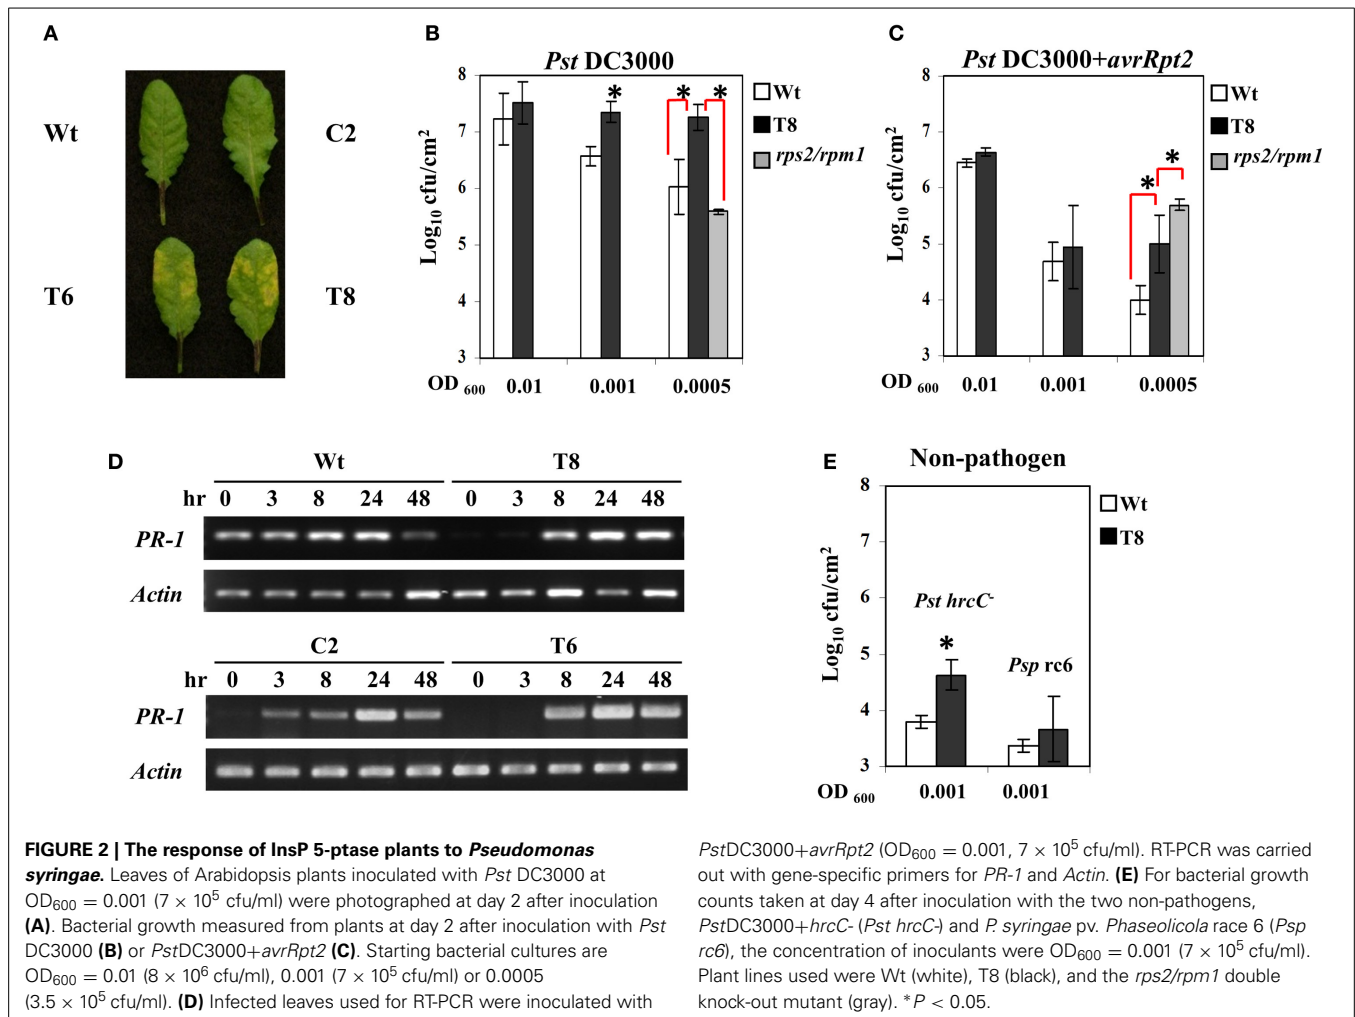 A
Wt
C2
T6
T8
B
Pst DC3000
Log10 cfu/cm2
8
7
6
5
4
3
*
* *
Wt
T8
rps2/rpm1
OD 600 0.01 0.001 0.0005
C
Pst DC3000+avrRpt2
Log10 cfu/cm2
8
7
6
5
4
3
*
*
Wt
T8
rps2/rpm1
OD 600 0.01 0.001 0.0005
D
Wt T8
hr 0 3 8 24 48 0 3 8 24 48
PR-1
Actin
C2 T6
hr 0 3 8 24 48 0 3 8 24 48
PR-1
Actin
E
Non-pathogen
Log10 cfu/cm2
8
7
6
5
4
3
Pst hrcC-
*
Psp rc6
Wt
T8
OD 600 0.001 0.001
FIGURE 2 | The response of InsP 5-ptase plants to Pseudomonas
syringae. Leaves of Arabidopsis plants inoculated with Pst DC3000 at
OD600 = 0.001 (7 × 10^5 cfu/ml) were photographed at day 2 after inoculation
(A). Bacterial growth measured from plants at day 2 after inoculation with Pst
DC3000 (B) or PstDC3000+avrRpt2 (C). Starting bacterial cultures are
OD600 = 0.01 (8 × 10^6 cfu/ml), 0.001 (7 × 10^5 cfu/ml) or 0.0005
(3.5 × 10^5 cfu/ml). (D) Infected leaves used for RT-PCR were inoculated with
PstDC3000+avrRpt2 (OD600 = 0.001, 7 × 10^5 cfu/ml). RT-PCR was carried
out with gene-specific primers for PR-1 and Actin. (E) For bacterial growth
counts taken at day 4 after inoculation with the two non-pathogens,
PstDC3000+hrcC- (Pst hrcC-) and P. syringae pv. Phaseolicola race 6 (Psp
rc6), the concentration of inoculants were OD600 = 0.001 (7 × 10^5 cfu/ml).
Plant lines used were Wt (white), T8 (black), and the rps2/rpm1 double
knock-out mutant (gray). *P < 0.05.